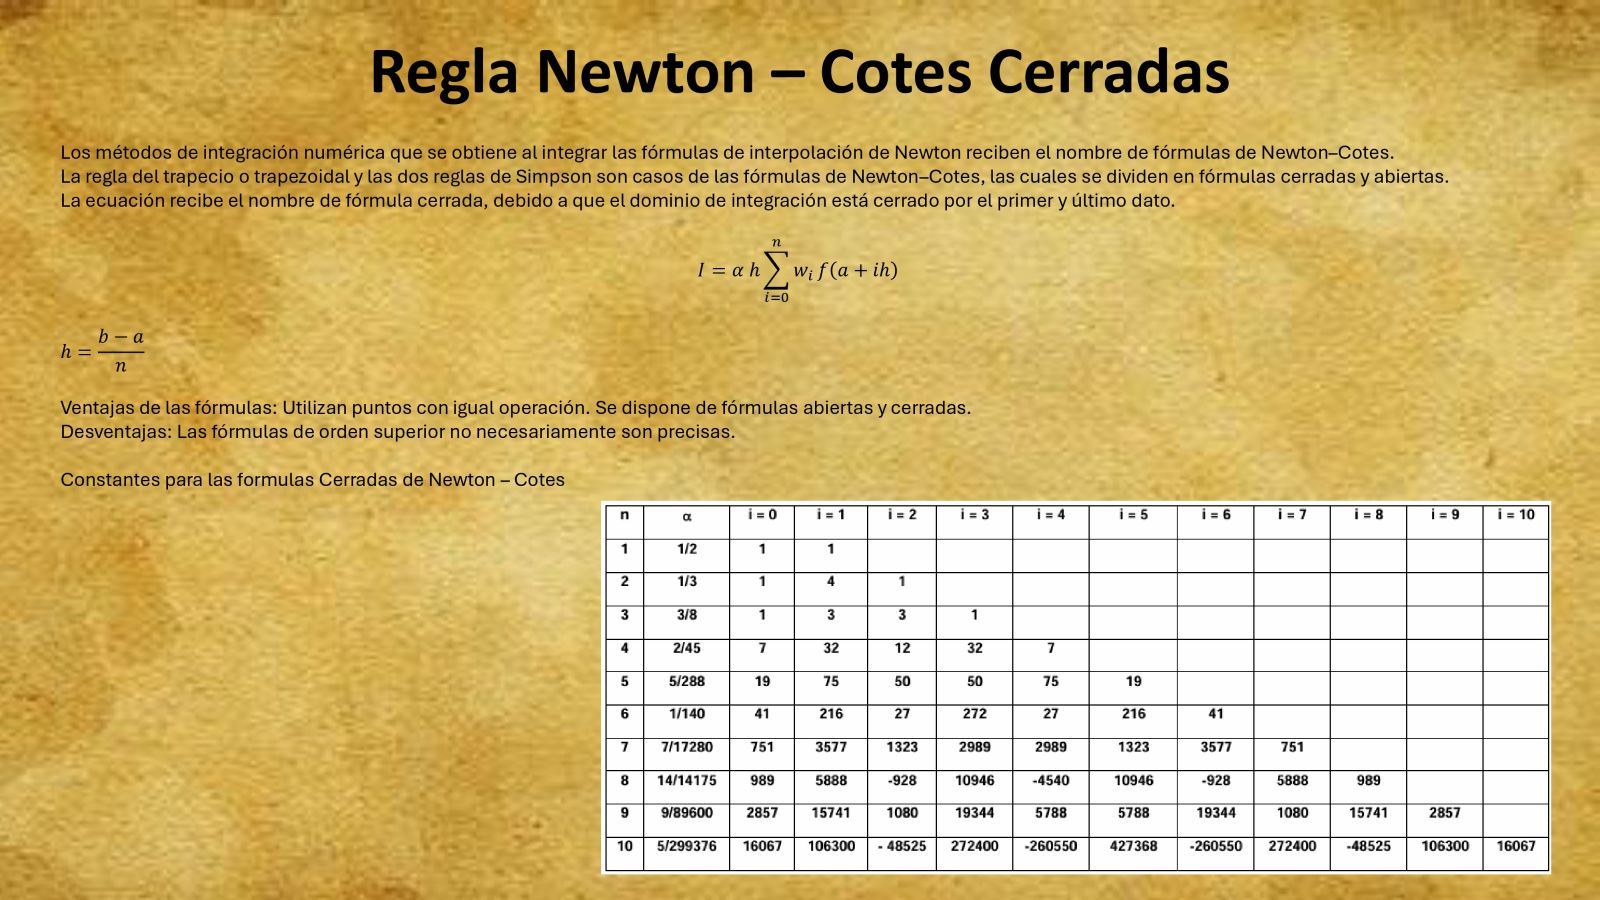 Regla Newton – Cotes Cerradas
Los métodos de integración numérica que se obtiene al integrar las fórmulas de interpolación de Newton reciben el nombre de fórmulas de Newton–Cotes.
La regla del trapecio o trapezoidal y las dos reglas de Simpson son casos de las fórmulas de Newton–Cotes, las cuales se dividen en fórmulas cerradas y abiertas.
La ecuación recibe el nombre de fórmula cerrada, debido a que el dominio de integración está cerrado por el primer y último dato.
I = α h ∑_{i=0}^{n} w_i f(a + ih)
h = (b − a)/n
Ventajas de las fórmulas: Utilizan puntos con igual operación. Se dispone de fórmulas abiertas y cerradas.
Desventajas: Las fórmulas de orden superior no necesariamente son precisas.
Constantes para las formulas Cerradas de Newton – Cotes
n α i = 0 i = 1 i = 2 i = 3 i = 4 i = 5 i = 6 i = 7 i = 8 i = 9 i = 10
1 1/2 1 1
2 1/3 1 4 1
3 3/8 1 3 3 1
4 2/45 7 32 12 32 7
5 5/288 19 75 50 50 75 19
6 1/140 41 216 27 272 27 216 41
7 7/17280 751 3577 1323 2989 2989 1323 3577 751
8 14/14175 989 5888 -928 10946 -4540 10946 -928 5888 989
9 9/89600 2857 15741 1080 19344 5788 5788 19344 1080 15741 2857
10 5/299376 16067 106300 - 48525 272400 -260550 427368 -260550 272400 -48525 106300 16067